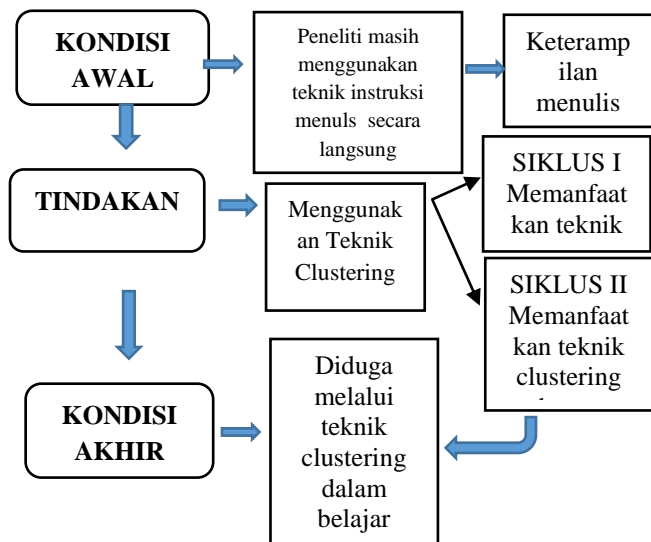 KONDISI
AWAL
Peneliti masih
menggunakan
teknik instruksi
menuls secara
langsung
Keteramp
ilan
menulis
TINDAKAN
Menggunak
an Teknik
Clustering
SIKLUS I
Memanfaat
kan teknik
SIKLUS II
Memanfaat
kan teknik
clustering
KONDISI
AKHIR
Diduga
melalui
teknik
clustering
dalam
belajar